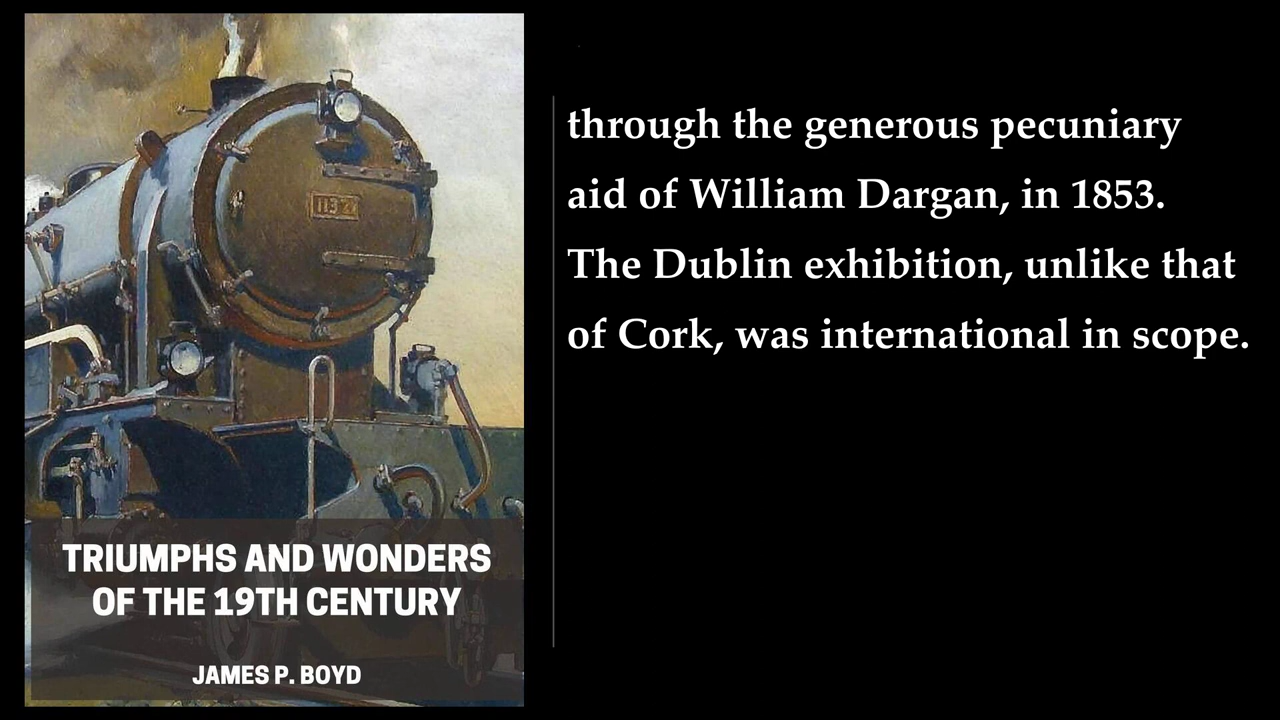 through the generous pecuniary
aid of William Dargan, in 1853.
The Dublin exhibition, unlike that
of Cork, was international in scope.
TRIUMPHS AND WONDERS
OF THE 19TH CENTURY
JAMES P. BOYD